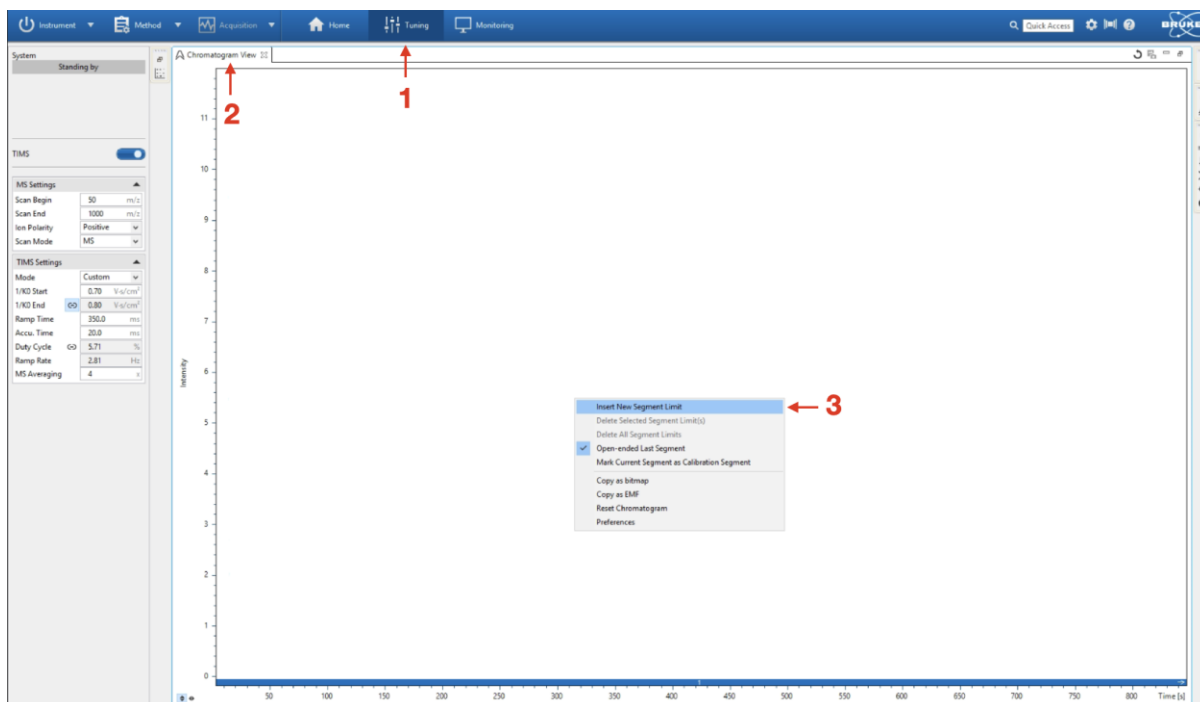 Instrument Method Acquisition Home Tuning Monitoring Quick Access
System
Standing by
Chromatogram View
1
2
TIMS
MS Settings
Scan Begin 50 m/z
Scan End 1000 m/z
Ion Polarity Positive
Scan Mode MS
TIMS Settings
Mode Custom
1/K0 Start 0.70 V-s/cm²
1/K0 End 0.80 V-s/cm²
Ramp Time 350.0 ms
Accu. Time 20.0 ms
Duty Cycle 5.71 %
Ramp Rate 2.81 Hz
MS Averaging 4 s
Intensity
11
10
9
8
7
6
5
4
3
2
1
0
Insert New Segment Limit
3
Delete Selected Segment Limit(s)
Delete All Segment Limits
Open-ended Last Segment
Mark Current Segment as Calibration Segment
Copy as bitmap
Copy as EMF
Reset Chromatogram
Preferences
1
50 100 150 200 250 300 350 400 450 500 550 600 650 700 750 800 Time [s]